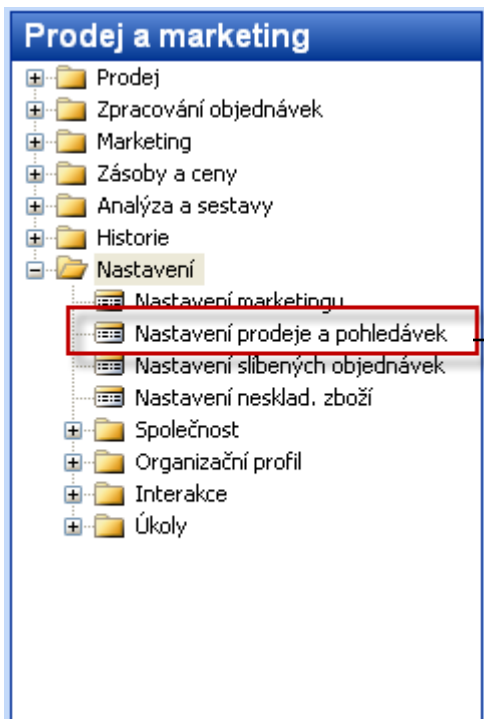 Prodej a marketing
Prodej
Zpracování objednávek
Marketing
Zásoby a ceny
Analýza a sestavy
Historie
Nastavení
Nastavení marketingu
Nastavení prodeje a pohledávek
Nastavení slíbených objednávek
Nastavení nesklad. zboží
Společnost
Organizační profil
Interakce
Úkoly